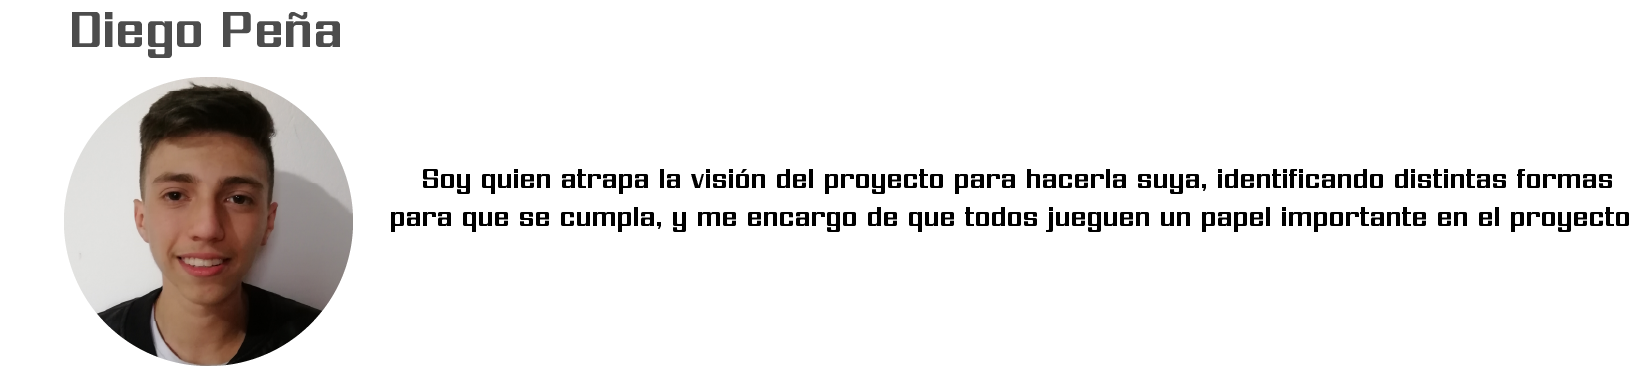 Diego Peña
Soy quien atrapa la visión del proyecto para hacerla suya, identificando distintas formas
para que se cumpla, y me encargo de que todos jueguen un papel importante en el proyecto